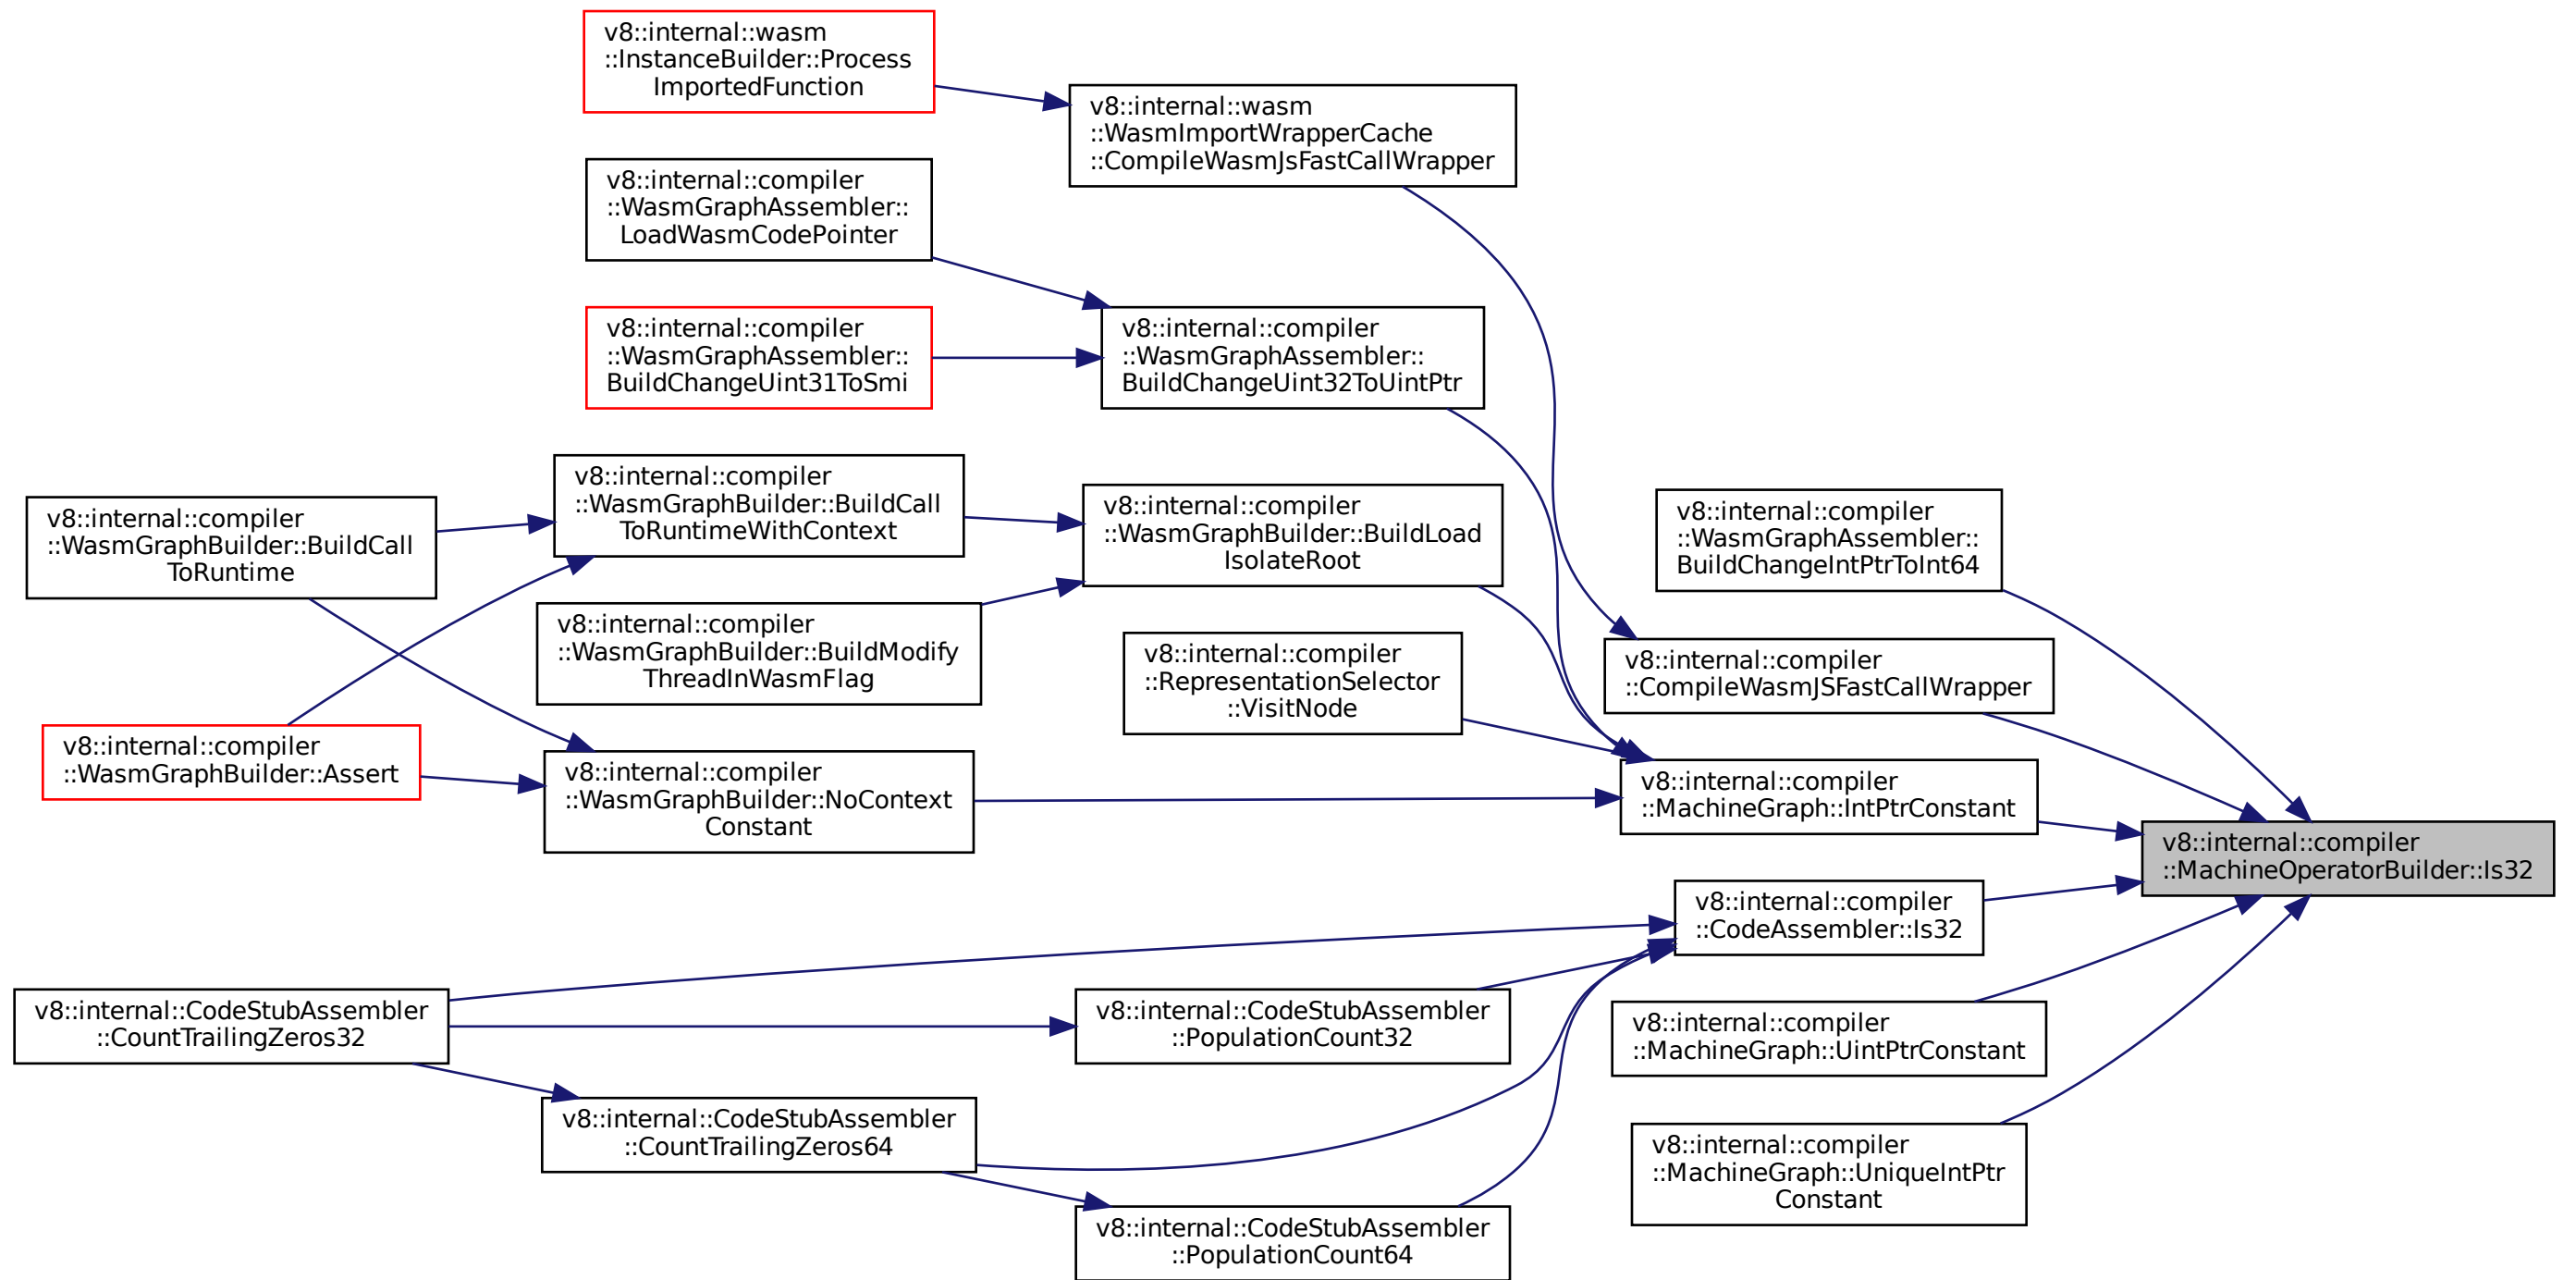 v8::internal::wasm
::InstanceBuilder::Process
ImportedFunction
v8::internal::wasm
::WasmImportWrapperCache
::CompileWasmJsFastCallWrapper
v8::internal::compiler
::WasmGraphAssembler::
LoadWasmCodePointer
v8::internal::compiler
::WasmGraphAssembler::
BuildChangeUint31ToSmi
v8::internal::compiler
::WasmGraphAssembler::
BuildChangeUint32ToUintPtr
v8::internal::compiler
::WasmGraphBuilder::BuildCall
ToRuntimeWithContext
v8::internal::compiler
::WasmGraphBuilder::BuildCall
ToRuntime
v8::internal::compiler
::WasmGraphBuilder::BuildLoad
IsolateRoot
v8::internal::compiler
::WasmGraphAssembler::
BuildChangeIntPtrToInt64
v8::internal::compiler
::WasmGraphBuilder::BuildModify
ThreadInWasmFlag
v8::internal::compiler
::RepresentationSelector
::VisitNode
v8::internal::compiler
::CompileWasmJSFastCallWrapper
v8::internal::compiler
::WasmGraphBuilder::Assert
v8::internal::compiler
::WasmGraphBuilder::NoContext
Constant
v8::internal::compiler
::MachineGraph::IntPtrConstant
v8::internal::compiler
::MachineOperatorBuilder::Is32
v8::internal::compiler
::CodeAssembler::Is32
v8::internal::CodeStubAssembler
::CountTrailingZeros32
v8::internal::CodeStubAssembler
::PopulationCount32
v8::internal::compiler
::MachineGraph::UintPtrConstant
v8::internal::CodeStubAssembler
::CountTrailingZeros64
v8::internal::compiler
::MachineGraph::UniqueIntPtr
Constant
v8::internal::CodeStubAssembler
::PopulationCount64